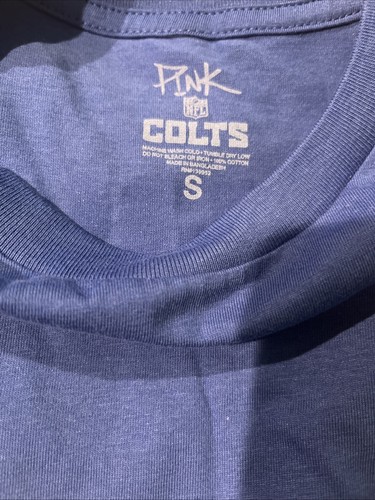 PINK
NFL
COLTS
MACHINE WASH COLD • TUMBLE DRY LOW
DO NOT BLEACH OR IRON • 100% COTTON
MADE IN BANGLADESH
S